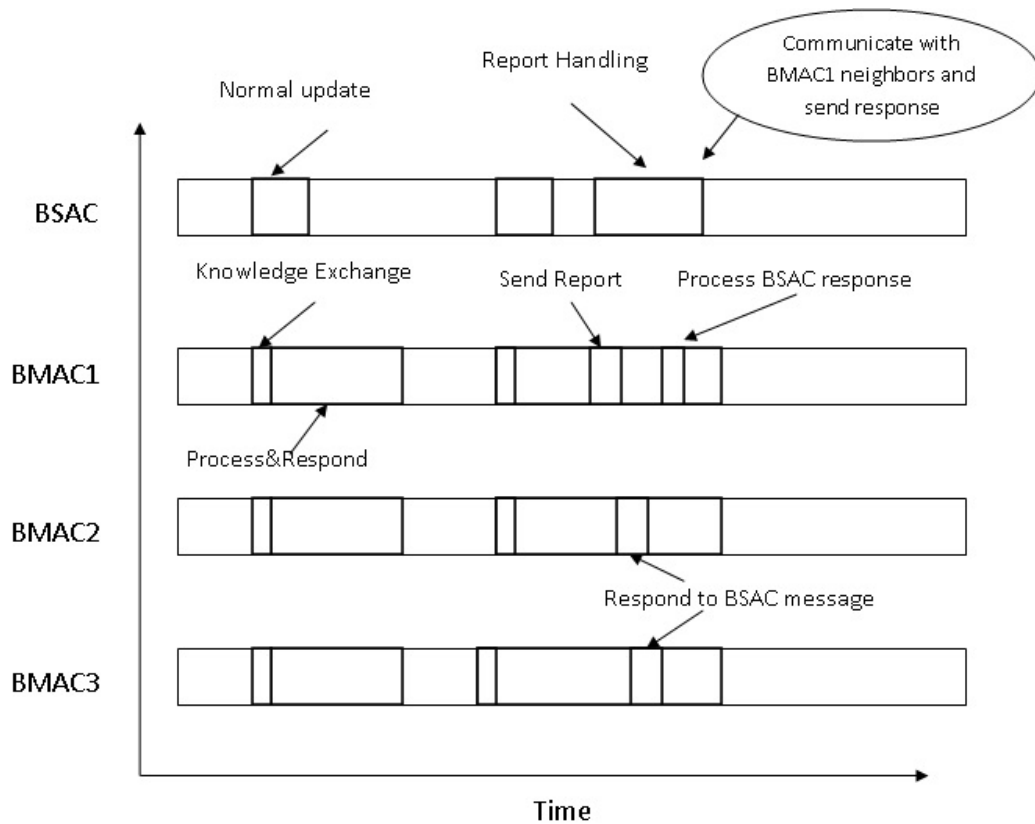 Communicate with
BMAC1 neighbors and
send response
Report Handling
Normal update
BSAC
Knowledge Exchange
Send Report
Process BSAC response
BMAC1
Process&Respond
BMAC2
Respond to BSAC message
BMAC3
Time